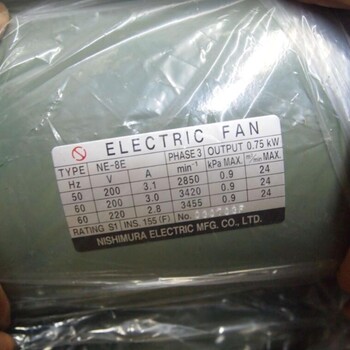 ELECTRIC FAN
TYPE NE-8E PHASE 3 OUTPUT 0.75 kW
Hz V A min⁻¹ kPa MAX. m³/min MAX.
50 200 3.1 2850 0.9 24
60 200 3.0 3420 0.9 24
60 220 2.8 3455 0.9 24
RATING S1 INS. 155 (F) No.
NISHIMURA ELECTRIC MFG. CO., LTD.